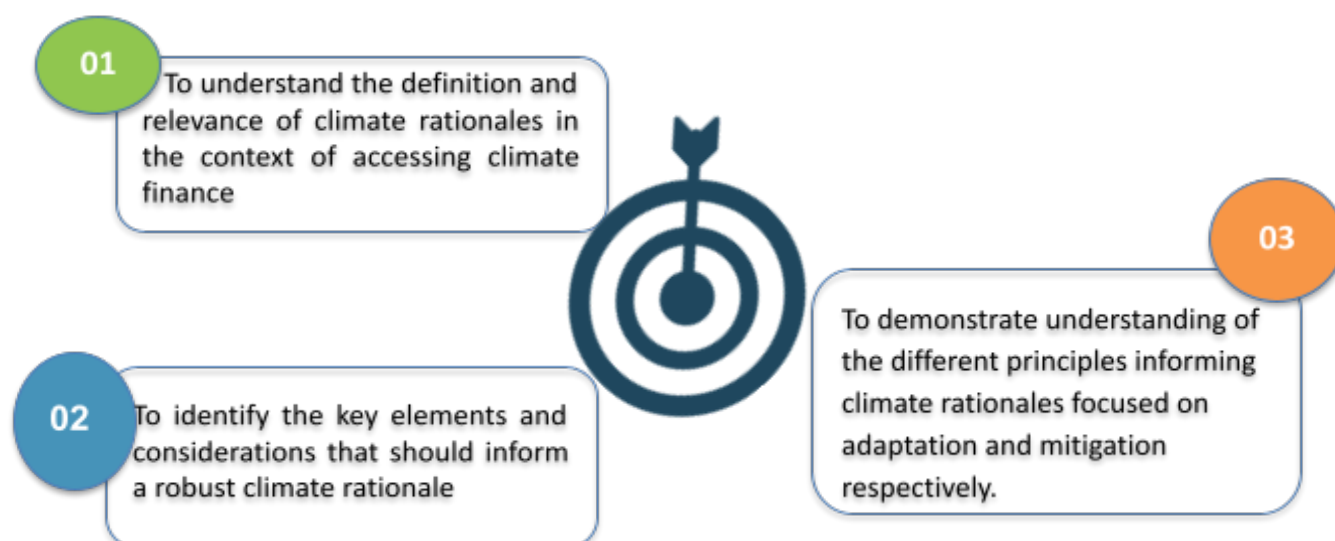 01
To understand the definition and
relevance of climate rationales in
the context of accessing climate
finance
02
To identify the key elements and
considerations that should inform
a robust climate rationale
03
To demonstrate understanding of
the different principles informing
climate rationales focused on
adaptation and mitigation
respectively.